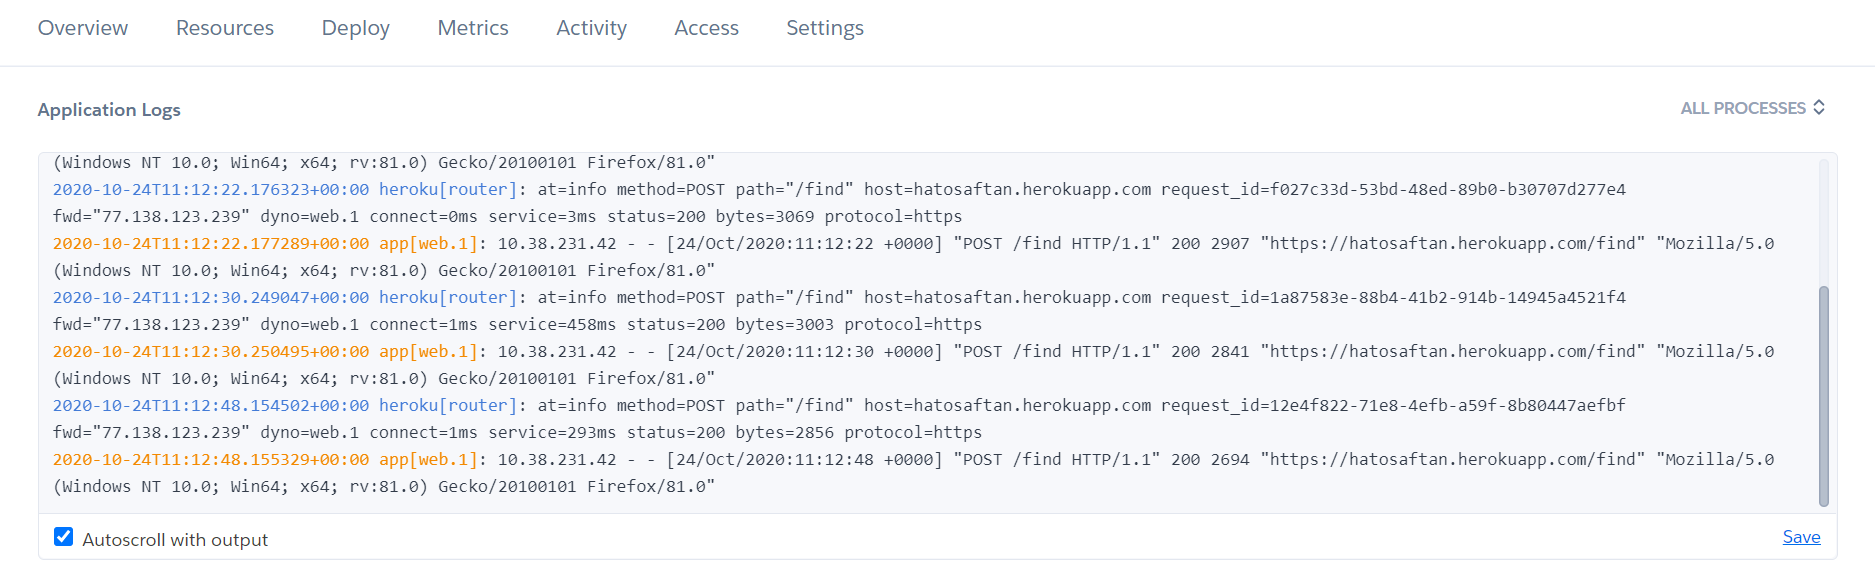 Overview Resources Deploy Metrics Activity Access Settings
Application Logs
ALL PROCESSES
(Windows NT 10.0; Win64; x64; rv:81.0) Gecko/20100101 Firefox/81.0"
2020-10-24T11:12:22.176323+00:00 heroku[router]: at=info method=POST path="/find" host=hatosaftan.herokuapp.com request_id=f027c33d-53bd-48ed-89b0-b30707d277e4
fwd="77.138.123.239" dyno=web.1 connect=0ms service=3ms status=200 bytes=3069 protocol=https
2020-10-24T11:12:22.177289+00:00 app[web.1]: 10.38.231.42 - - [24/Oct/2020:11:12:22 +0000] "POST /find HTTP/1.1" 200 2907 "https://hatosaftan.herokuapp.com/find" "Mozilla/5.0
(Windows NT 10.0; Win64; x64; rv:81.0) Gecko/20100101 Firefox/81.0"
2020-10-24T11:12:30.249047+00:00 heroku[router]: at=info method=POST path="/find" host=hatosaftan.herokuapp.com request_id=1a87583e-88b4-41b2-914b-14945a4521f4
fwd="77.138.123.239" dyno=web.1 connect=1ms service=458ms status=200 bytes=3003 protocol=https
2020-10-24T11:12:30.250495+00:00 app[web.1]: 10.38.231.42 - - [24/Oct/2020:11:12:30 +0000] "POST /find HTTP/1.1" 200 2841 "https://hatosaftan.herokuapp.com/find" "Mozilla/5.0
(Windows NT 10.0; Win64; x64; rv:81.0) Gecko/20100101 Firefox/81.0"
2020-10-24T11:12:48.154502+00:00 heroku[router]: at=info method=POST path="/find" host=hatosaftan.herokuapp.com request_id=12e4f822-71e8-4efb-a59f-8b80447aefbf
fwd="77.138.123.239" dyno=web.1 connect=1ms service=293ms status=200 bytes=2856 protocol=https
2020-10-24T11:12:48.155329+00:00 app[web.1]: 10.38.231.42 - - [24/Oct/2020:11:12:48 +0000] "POST /find HTTP/1.1" 200 2694 "https://hatosaftan.herokuapp.com/find" "Mozilla/5.0
(Windows NT 10.0; Win64; x64; rv:81.0) Gecko/20100101 Firefox/81.0"
Autoscroll with output
Save